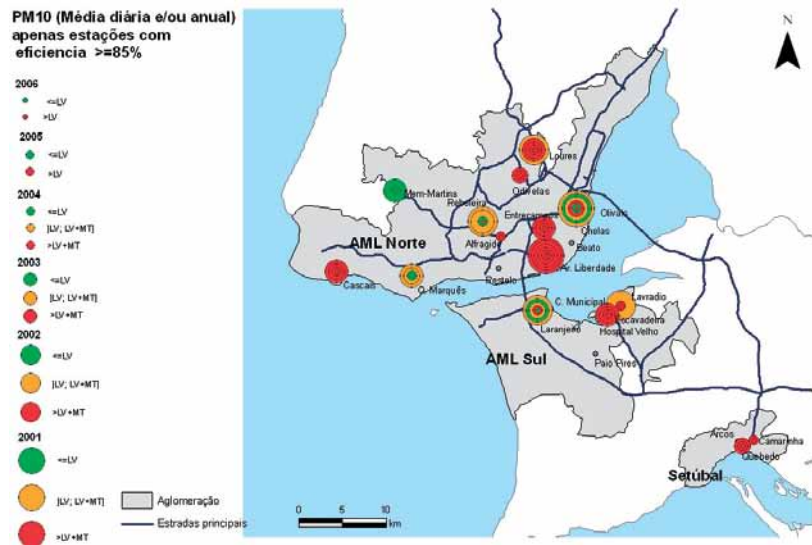 PM10 (Média diária e/ou anual)
apenas estações com
eficiencia >=85%
2006
<=LV
>LV
2005
<=LV
>LV
2004
<=LV
]LV; LV+MT]
>LV+MT
2003
<=LV
]LV; LV+MT]
>LV+MT
2002
<=LV
]LV; LV+MT]
>LV+MT
2001
<=LV
]LV; LV+MT]
>LV+MT
Aglomeração
Estradas principais
0 5 10
km
N
Loures
Odivelas
Mem-Martins
Reboleira
Entrecampos
Olivais
AML Norte
Alfragide
Chelas
Beato
Av. Liberdade
Restelo
Cascais
Q. Marquês
C. Municipal
Lavradio
Escavadeira
Laranjeiro
Hospital Velho
AML Sul
Paio Pires
Arcos
Camarinha
Quebedo
Setúbal